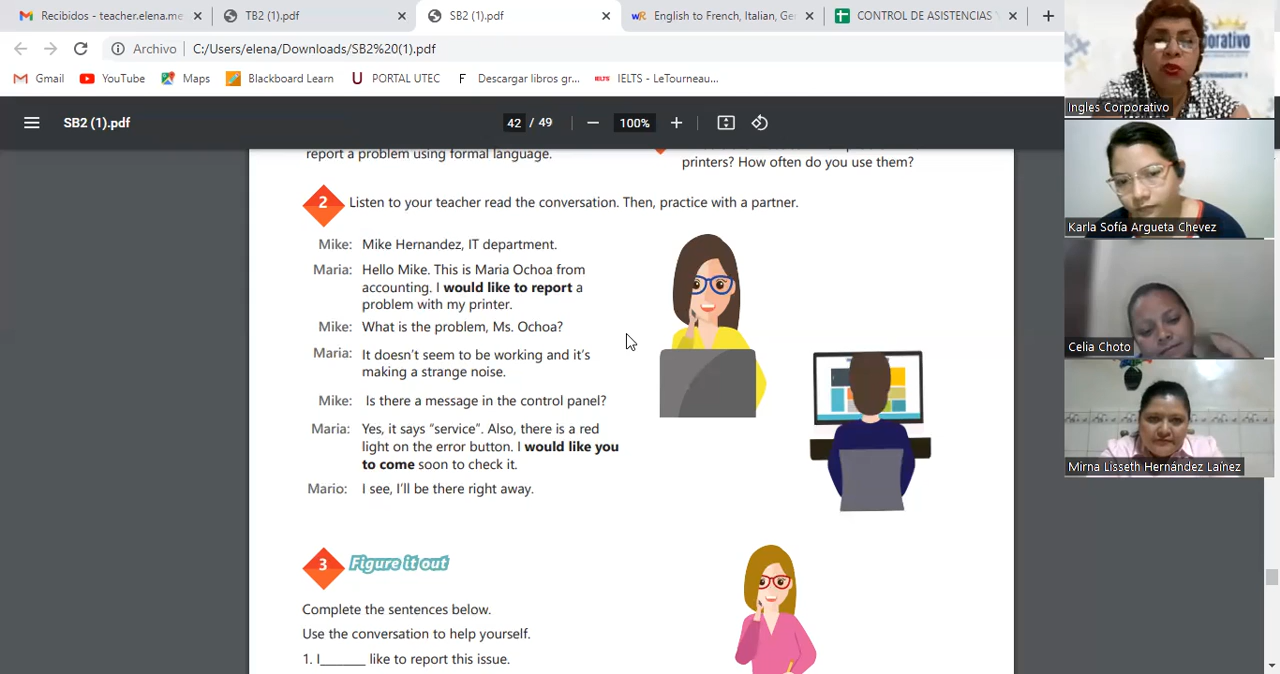 Recibidos - teacher.elena.me
TB2 (1).pdf
SB2 (1).pdf
English to French, Italian, Ger
CONTROL DE ASISTENCIAS Y
Archivo
C:/Users/elena/Downloads/SB2%20(1).pdf
Gmail
YouTube
Maps
Blackboard Learn
PORTAL UTEC
Descargar libros gr...
IELTS - LeTourneau...
SB2 (1).pdf
42 / 49
100%
report a problem using formal language.
printers? How often do you use them?
2 Listen to your teacher read the conversation. Then, practice with a partner.
Mike: Mike Hernandez, IT department.
Maria: Hello Mike. This is Maria Ochoa from
accounting. I would like to report a
problem with my printer.
Mike: What is the problem, Ms. Ochoa?
Maria: It doesn't seem to be working and it's
making a strange noise.
Mike: Is there a message in the control panel?
Maria: Yes, it says "service". Also, there is a red
light on the error button. I would like you
to come soon to check it.
Mario: I see, I'll be there right away.
3 Figure it out
Complete the sentences below.
Use the conversation to help yourself.
1. I______ like to report this issue.
Ingles Corporativo
Karla Sofía Argueta Chevez
Celia Choto
Mirna Lisseth Hernández Laínez